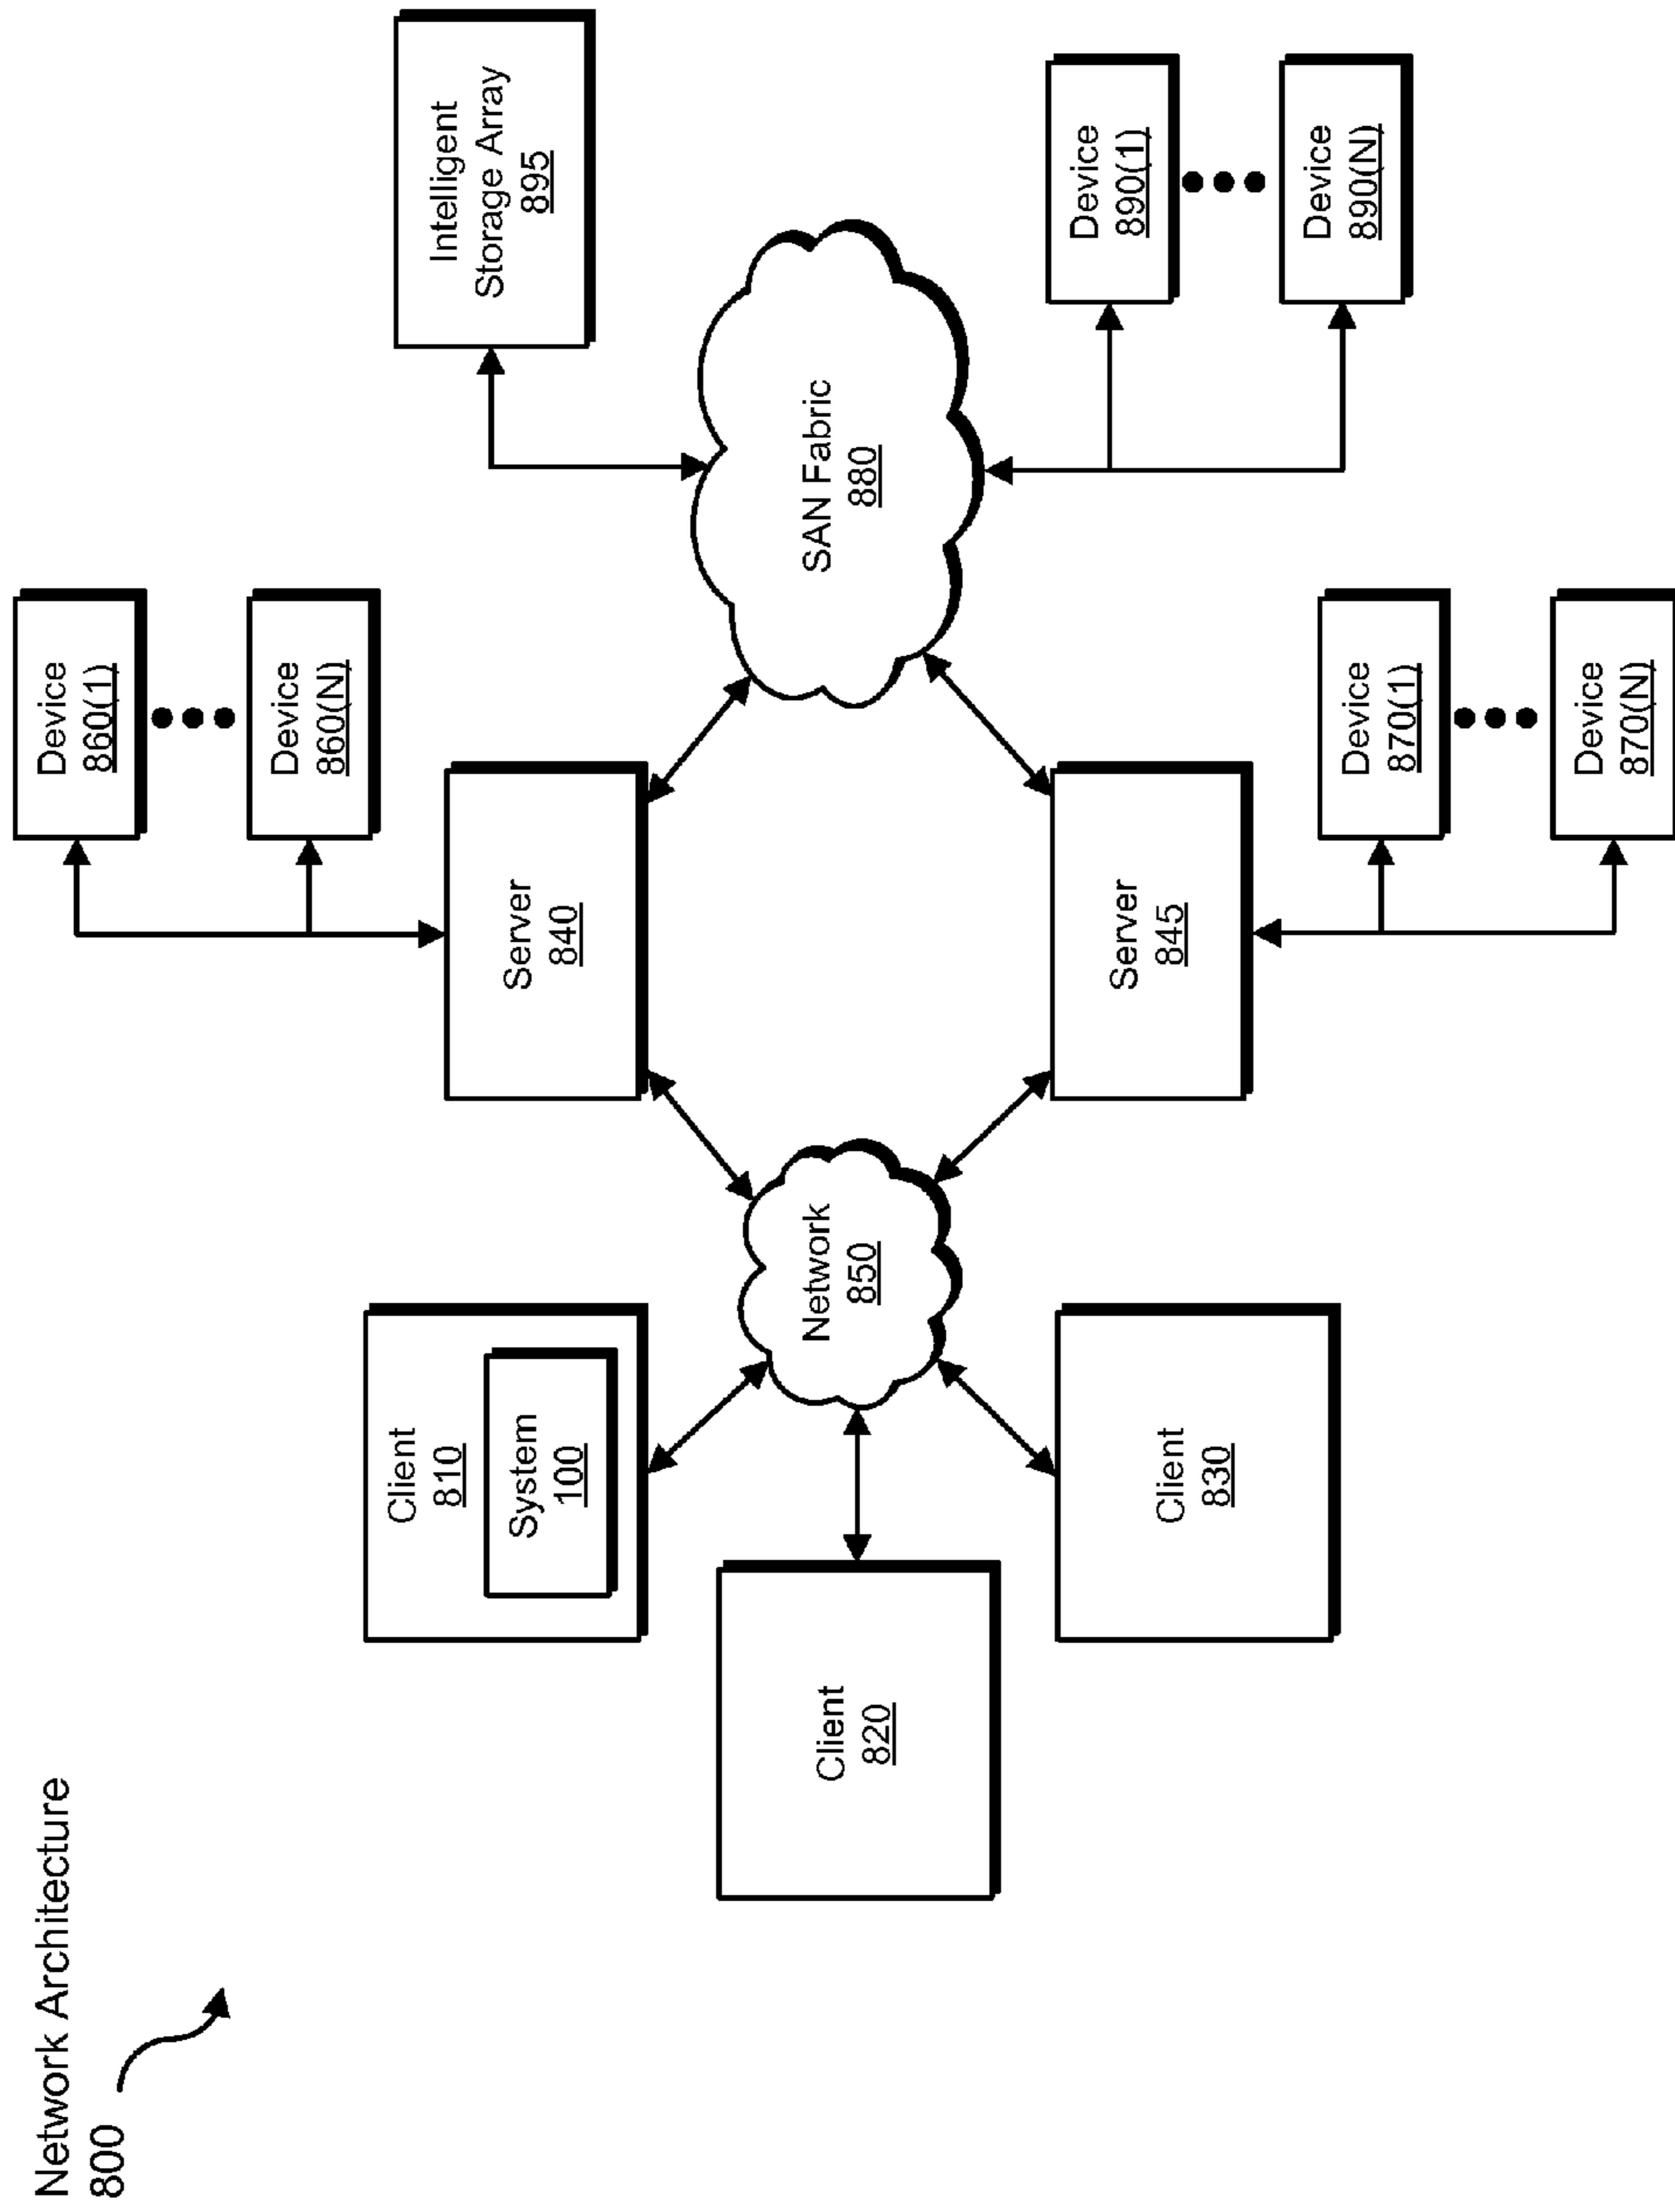 Network Architecture
800
Client
810
System
100
Client
820
Client
830
Network
850
Server
840
Server
845
Device
860(1)
Device
860(N)
Device
870(1)
Device
870(N)
SAN Fabric
880
Intelligent
Storage Array
895
Device
890(1)
Device
890(N)